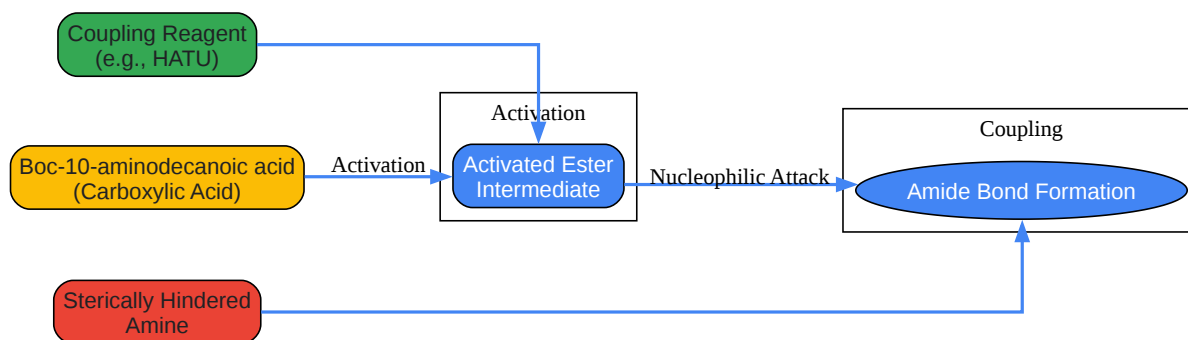 Coupling Reagent
(e.g., HATU)
Activation
Coupling
Boc-10-aminodecanoic acid
(Carboxylic Acid)
Activation
Activated Ester
Intermediate
Nucleophilic Attack
Amide Bond Formation
Sterically Hindered
Amine